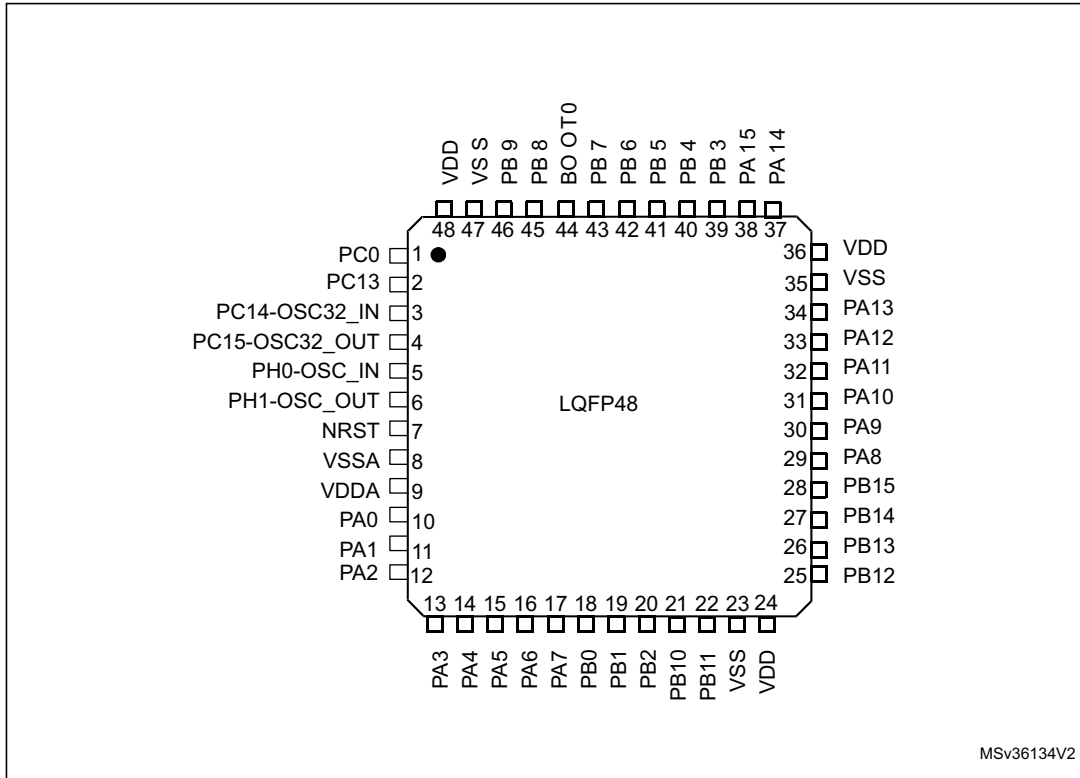 VDD
VS S
PB 9
PB 8
BO OT0
PB 7
PB 6
PB 5
PB 4
PB 3
PA 15
PA 14
48 47 46 45 44 43 42 41 40 39 38 37
PC0 1
PC13 2
PC14-OSC32_IN 3
PC15-OSC32_OUT 4
PH0-OSC_IN 5
PH1-OSC_OUT 6
NRST 7
VSSA 8
VDDA 9
PA0 10
PA1 11
PA2 12
LQFP48
36 VDD
35 VSS
34 PA13
33 PA12
32 PA11
31 PA10
30 PA9
29 PA8
28 PB15
27 PB14
26 PB13
25 PB12
13 14 15 16 17 18 19 20 21 22 23 24
PA3
PA4
PA5
PA6
PA7
PB0
PB1
PB2
PB10
PB11
VSS
VDD
MSv36134V2